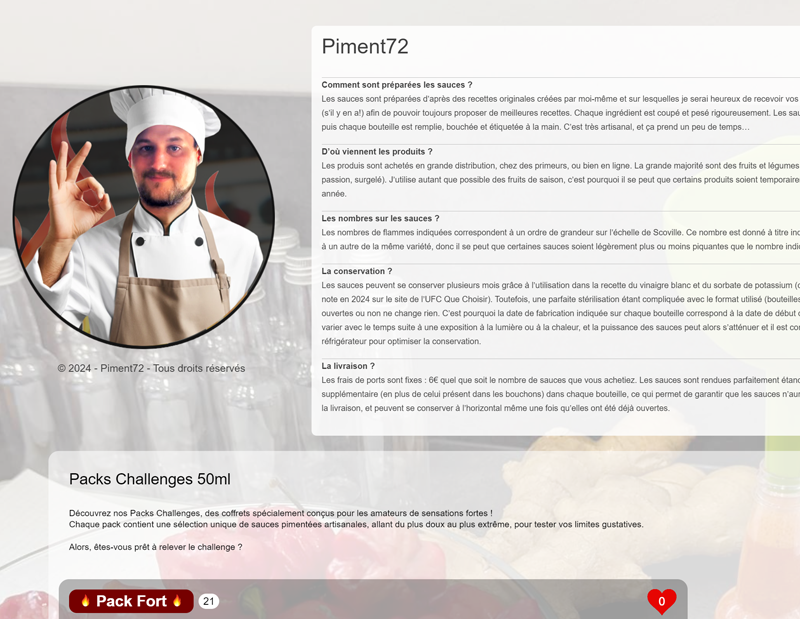 Piment72
Comment sont préparées les sauces ?
Les sauces sont préparées d'après des recettes originales créées par moi-même et sur lesquelles je serai heureux de recevoir vos
(s'il y en a!) afin de pouvoir toujours proposer de meilleures recettes. Chaque ingrédient est coupé et pesé rigoureusement. Les
puis chaque bouteille est remplie, bouchée et étiquetée à la main. C'est très artisanal, et ça prend un peu de temps…
D'où viennent les produits ?
Les produits sont achetés en grande distribution, chez des primeurs, ou bien en ligne. La grande majorité sont des fruits et légumes
passion, surgelé). J'utilise autant que possible des fruits de saison, c'est pourquoi il se peut que certains produits soient
année.
Les nombres sur les sauces ?
Les nombres de flammes indiquées correspondent à un ordre de grandeur sur l'échelle de Scoville. Ce nombre est donné à titre
à un autre de la même variété, donc il se peut que certaines sauces soient légèrement plus ou moins piquantes que le nombre
La conservation ?
Les sauces peuvent se conserver plusieurs mois grâce à l'utilisation dans la recette du vinaigre blanc et du sorbate de potassium
note en 2024 sur le site de l'UFC Que Choisir). Toutefois, une parfaite stérilisation étant compliquée avec le format utilisé (bouteilles
ouvertes ou non ne change rien. C'est pourquoi la date de fabrication indiquée sur chaque bouteille correspond à la date de début
varier avec le temps suite à une exposition à la lumière ou à la chaleur, et la puissance des sauces peut alors s'atténuer et il est
réfrigérateur pour optimiser la conservation.
La livraison ?
Les frais de ports sont fixes : 6€ quel que soit le nombre de sauces que vous achetiez. Les sauces sont rendues parfaitement
supplémentaire (en plus de celui présent dans les bouchons) dans chaque bouteille, ce qui permet de garantir que les sauces
la livraison, et peuvent se conserver à l'horizontal même une fois qu'elles ont été déjà ouvertes.
© 2024 - Piment72 - Tous droits réservés
Packs Challenges 50ml
Découvrez nos Packs Challenges, des coffrets spécialement conçus pour les amateurs de sensations fortes !
Chaque pack contient une sélection unique de sauces pimentées artisanales, allant du plus doux au plus extrême, pour tester vos limites gustatives.
Alors, êtes-vous prêt à relever le challenge ?
🔥 Pack Fort 🔥 21 0